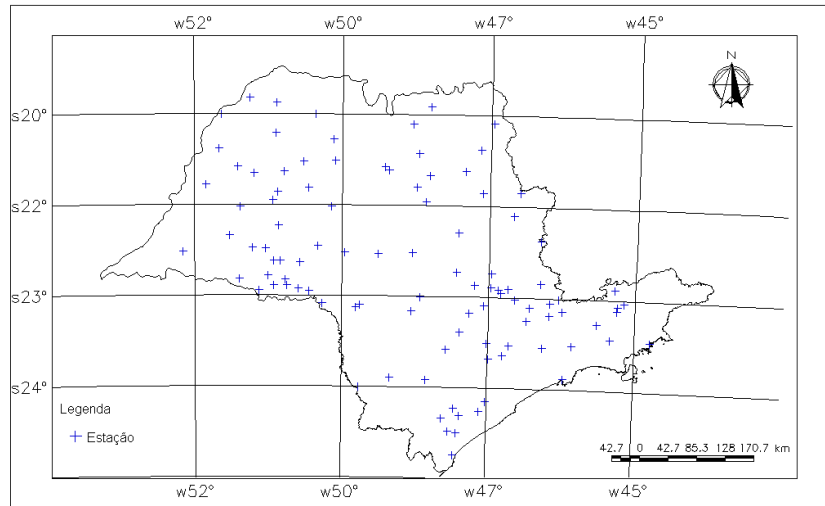 w52° w50° w47° w45°
N
s20°
s22°
s23°
s24°
Legenda
Estação
42.7 0 42.7 85.3 128 170.7 km
w52° w50° w47° w45°